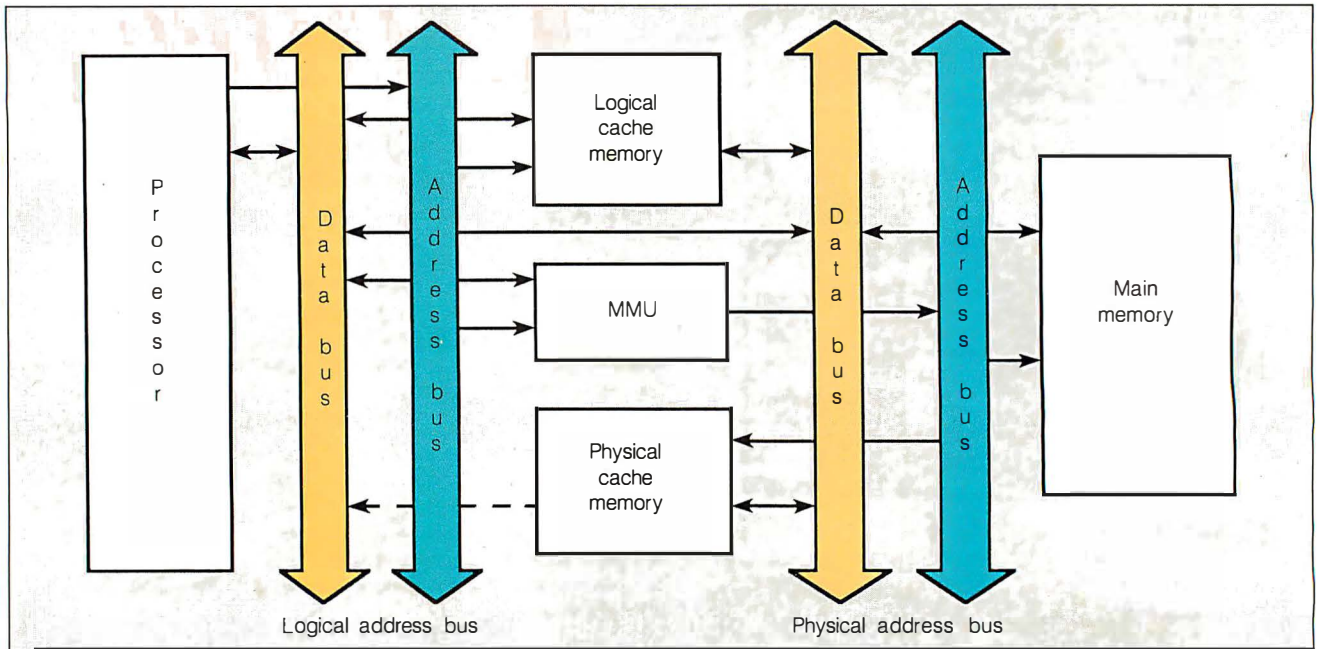 Processor
Data bus
Address bus
Logical
cache
memory
MMU
Physical
cache
memory
Data bus
Address bus
Main
memory
Logical address bus
Physical address bus